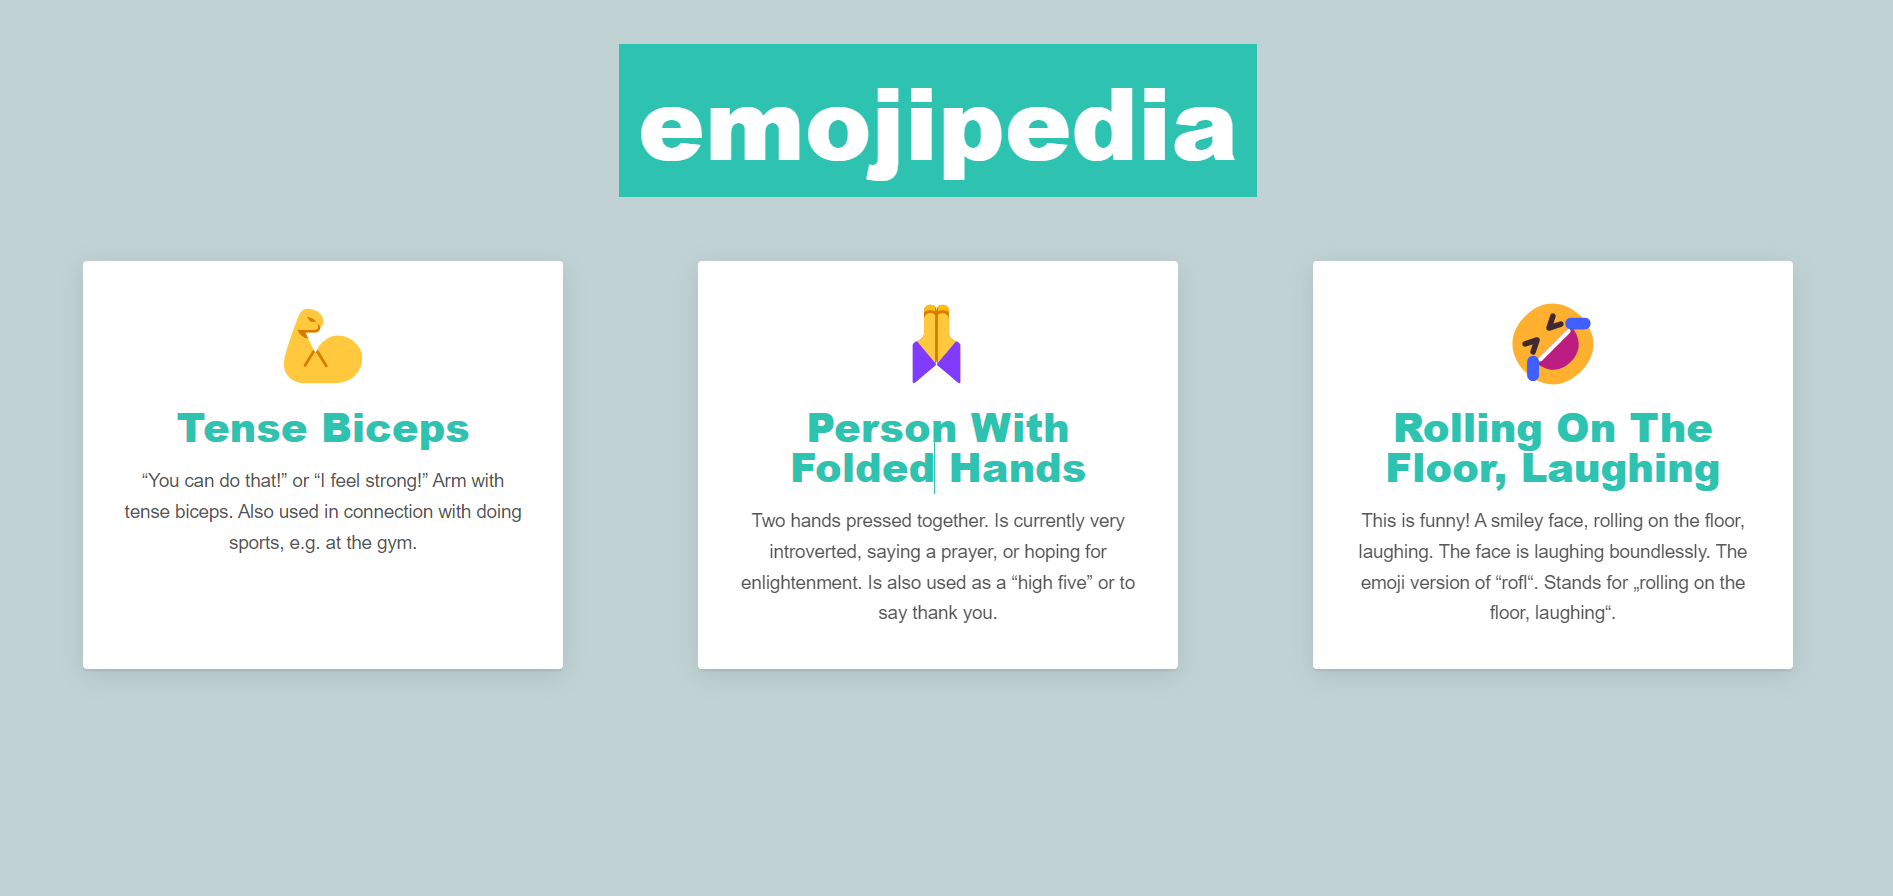 emojipedia
Tense Biceps
“You can do that!” or “I feel strong!” Arm with
tense biceps. Also used in connection with doing
sports, e.g. at the gym.
Person With
Folded Hands
Two hands pressed together. Is currently very
introverted, saying a prayer, or hoping for
enlightenment. Is also used as a “high five” or to
say thank you.
Rolling On The
Floor, Laughing
This is funny! A smiley face, rolling on the floor,
laughing. The face is laughing boundlessly. The
emoji version of “rofl“. Stands for „rolling on the
floor, laughing“.